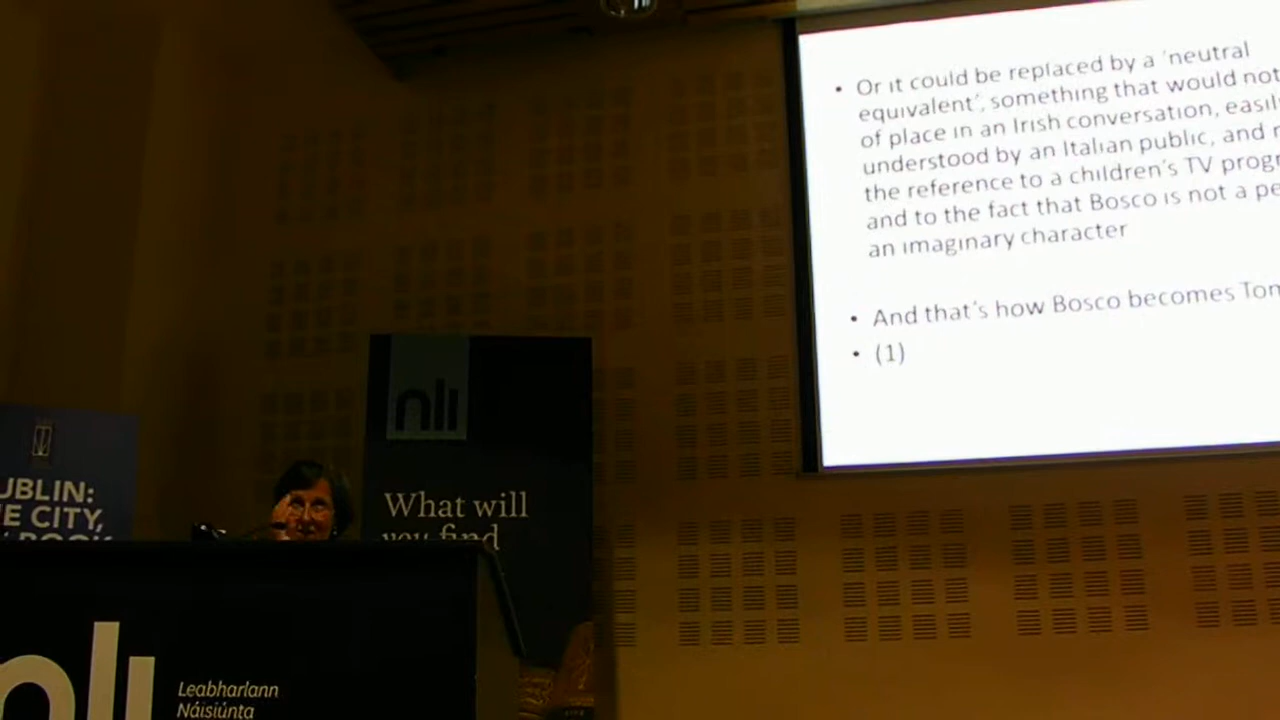 • Or it could be replaced by a 'neutral
equivalent', something that would not
of place in an Irish conversation, easil
understood by an Italian public, and
the reference to a children's TV progr
and to the fact that Bosco is not a pe
an imaginary character
• And that's how Bosco becomes Ton
• (1)
nli
What will
you find
UBLIN:
E CITY,
BOOK
nli
Leabharlann
Náisiúnta